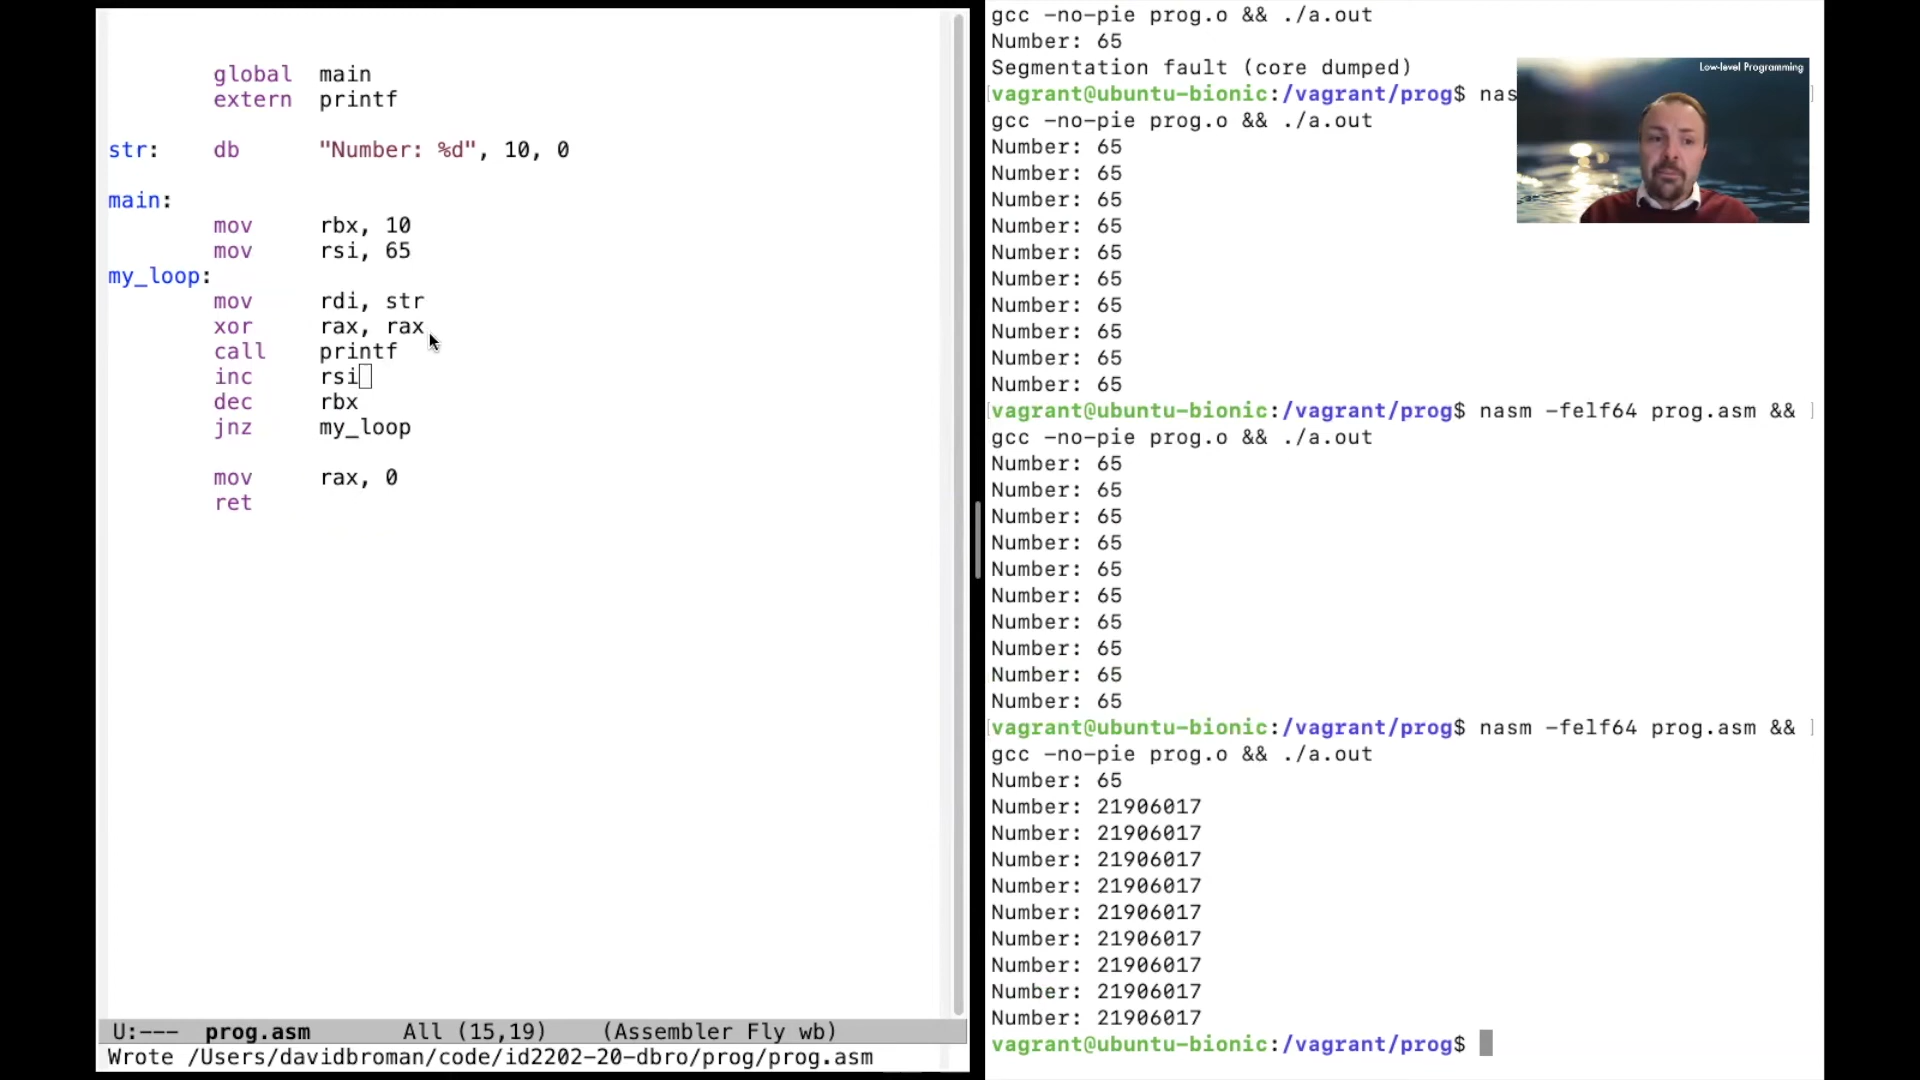 global main
extern printf
str: db "Number: %d", 10, 0
main:
mov rbx, 10
mov rsi, 65
my_loop:
mov rdi, str
xor rax, rax
call printf
inc rsi
dec rbx
jnz my_loop
mov rax, 0
ret
U:--- prog.asm All (15,19) (Assembler Fly wb)
Wrote /Users/davidbroman/code/id2202-20-dbro/prog/prog.asm
gcc -no-pie prog.o && ./a.out
Number: 65
Segmentation fault (core dumped)
[vagrant@ubuntu-bionic:/vagrant/prog$ nas ]
gcc -no-pie prog.o && ./a.out
Number: 65
Number: 65
Number: 65
Number: 65
Number: 65
Number: 65
Number: 65
Number: 65
Number: 65
Number: 65
[vagrant@ubuntu-bionic:/vagrant/prog$ nasm -felf64 prog.asm && ]
gcc -no-pie prog.o && ./a.out
Number: 65
Number: 65
Number: 65
Number: 65
Number: 65
Number: 65
Number: 65
Number: 65
Number: 65
Number: 65
[vagrant@ubuntu-bionic:/vagrant/prog$ nasm -felf64 prog.asm && ]
gcc -no-pie prog.o && ./a.out
Number: 65
Number: 21906017
Number: 21906017
Number: 21906017
Number: 21906017
Number: 21906017
Number: 21906017
Number: 21906017
Number: 21906017
Number: 21906017
vagrant@ubuntu-bionic:/vagrant/prog$
Low-level Programming